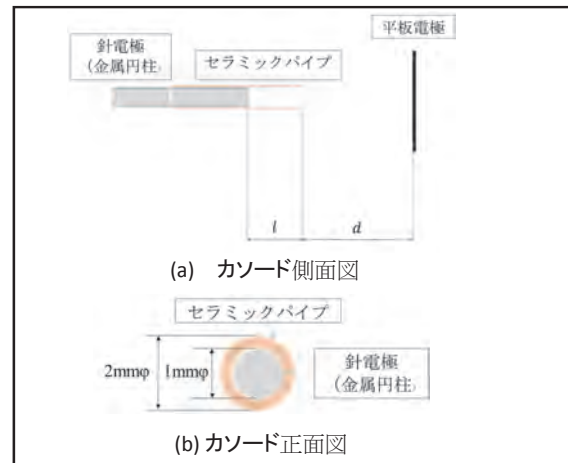 平板電極
針電極
(金属円柱)
セラミックパイプ
l
d
(a) カソード側面図
セラミックパイプ
2mmφ
1mmφ
針電極
(金属円柱)
(b) カソード正面図